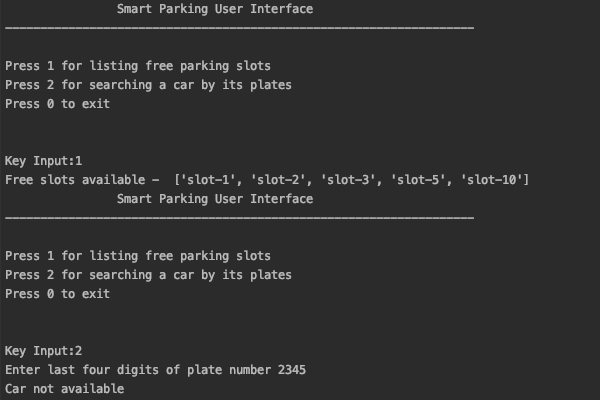 Smart Parking User Interface
___________________________________________________________________
Press 1 for listing free parking slots
Press 2 for searching a car by its plates
Press 0 to exit
Key Input:1
Free slots available -  ['slot-1', 'slot-2', 'slot-3', 'slot-5', 'slot-10']
Smart Parking User Interface
___________________________________________________________________
Press 1 for listing free parking slots
Press 2 for searching a car by its plates
Press 0 to exit
Key Input:2
Enter last four digits of plate number 2345
Car not available